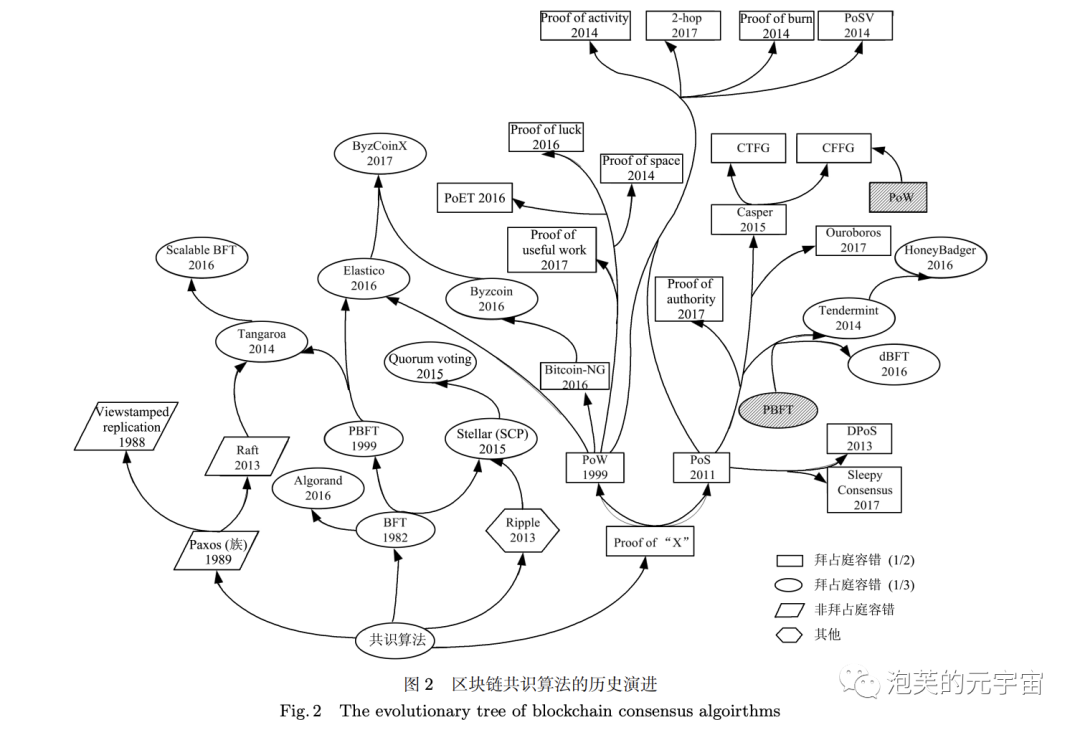 Proof of activity
2014
2-hop
2017
Proof of burn
2014
PoSV
2014
Proof of luck
2016
ByzCoinX
2017
Proof of space
2014
CTFG
CFFG
PoW
PoET 2016
Casper
2015
Ouroboros
2017
Scalable BFT
2016
Proof of
useful work
2017
HoneyBadger
2016
Elastico
2016
Byzcoin
2016
Proof of
authority
2017
Tendermint
2014
Tangaroa
2014
Quorum voting
2015
Bitcoin-NG
2016
dBFT
2016
Viewstamped
replication
1988
PBFT
Raft
2013
PBFT
1999
Stellar (SCP)
2015
DPoS
2013
PoW
1999
PoS
2011
Sleepy
Consensus
2017
Algorand
2016
BFT
1982
Ripple
2013
Paxos (族)
1989
Proof of “X”
共识算法
拜占庭容错 (1/2)
拜占庭容错 (1/3)
非拜占庭容错
其他
图 2 区块链共识算法的历史演进
Fig. 2 The evolutionary tree of blockchain consensus algoirthms
泡芙的元宇宙